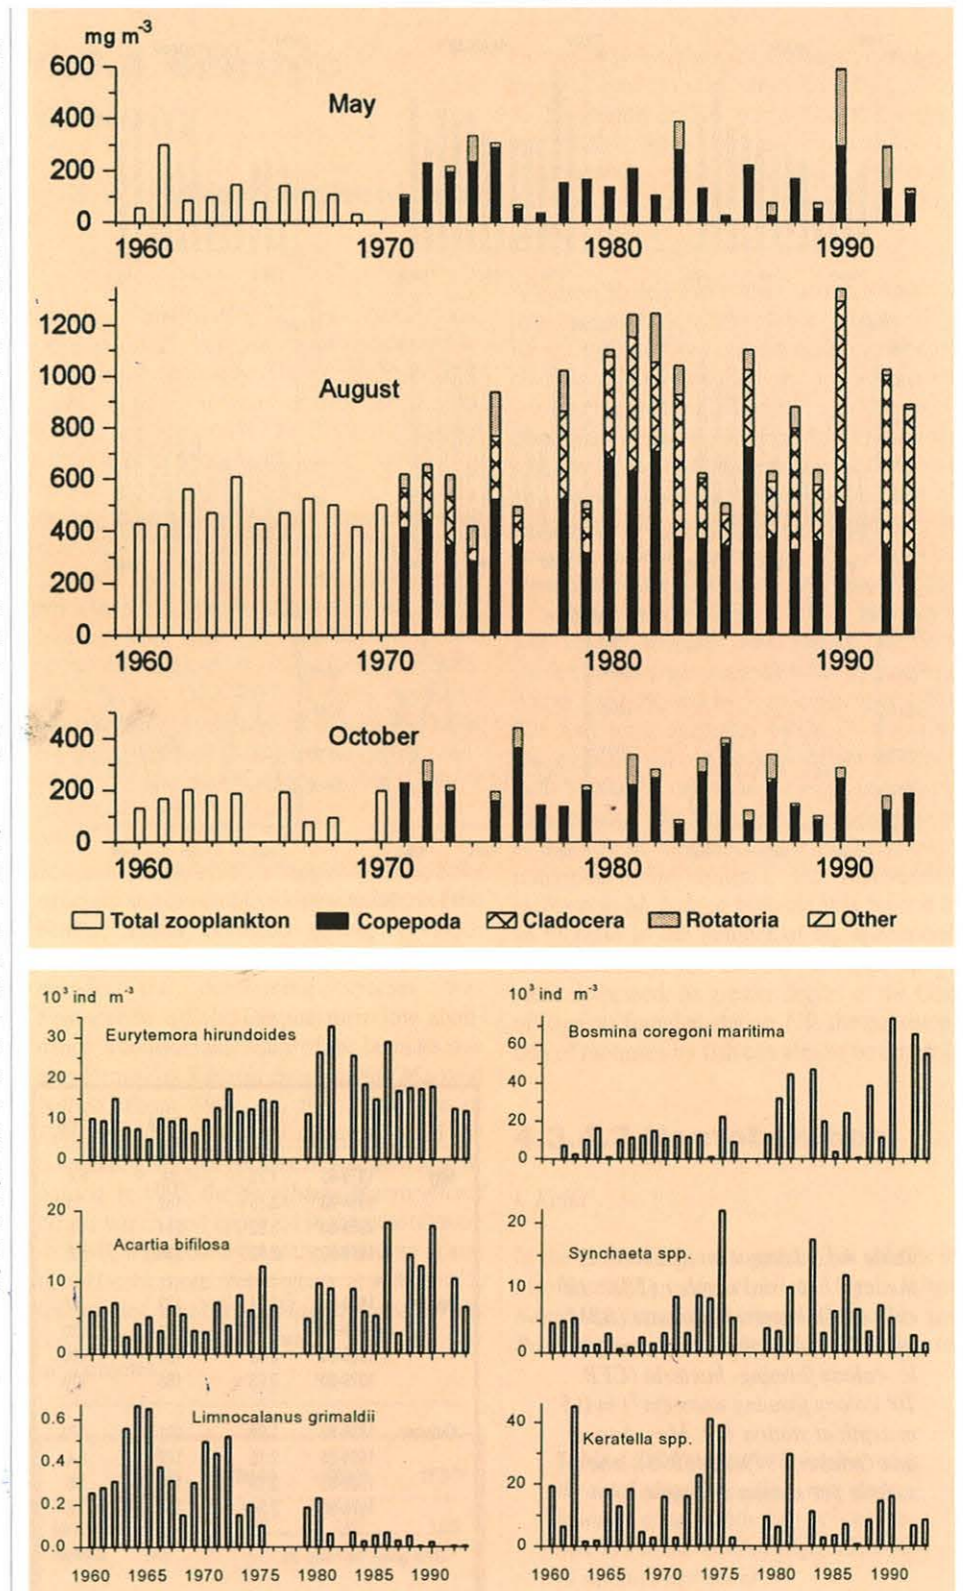 mg m-3
600
May
400
200
0
1960 1970 1980 1990
1200
1000
August
800
600
400
200
0
1960 1970 1980 1990
400
October
200
0
1960 1970 1980 1990
Total zooplankton Copepoda Cladocera Rotatoria Other
10³ ind m-3
Eurytemora hirundoides
30
20
10
0
20
Acartia bifilosa
10
0
Limnocalanus grimaldii
0.6
0.4
0.2
0.0
1960 1965 1970 1975 1980 1985 1990
10³ ind m-3
Bosmina coregoni maritima
60
40
20
0
20
Synchaeta spp.
10
0
40
Keratella spp.
20
0
1960 1965 1970 1975 1980 1985 1990